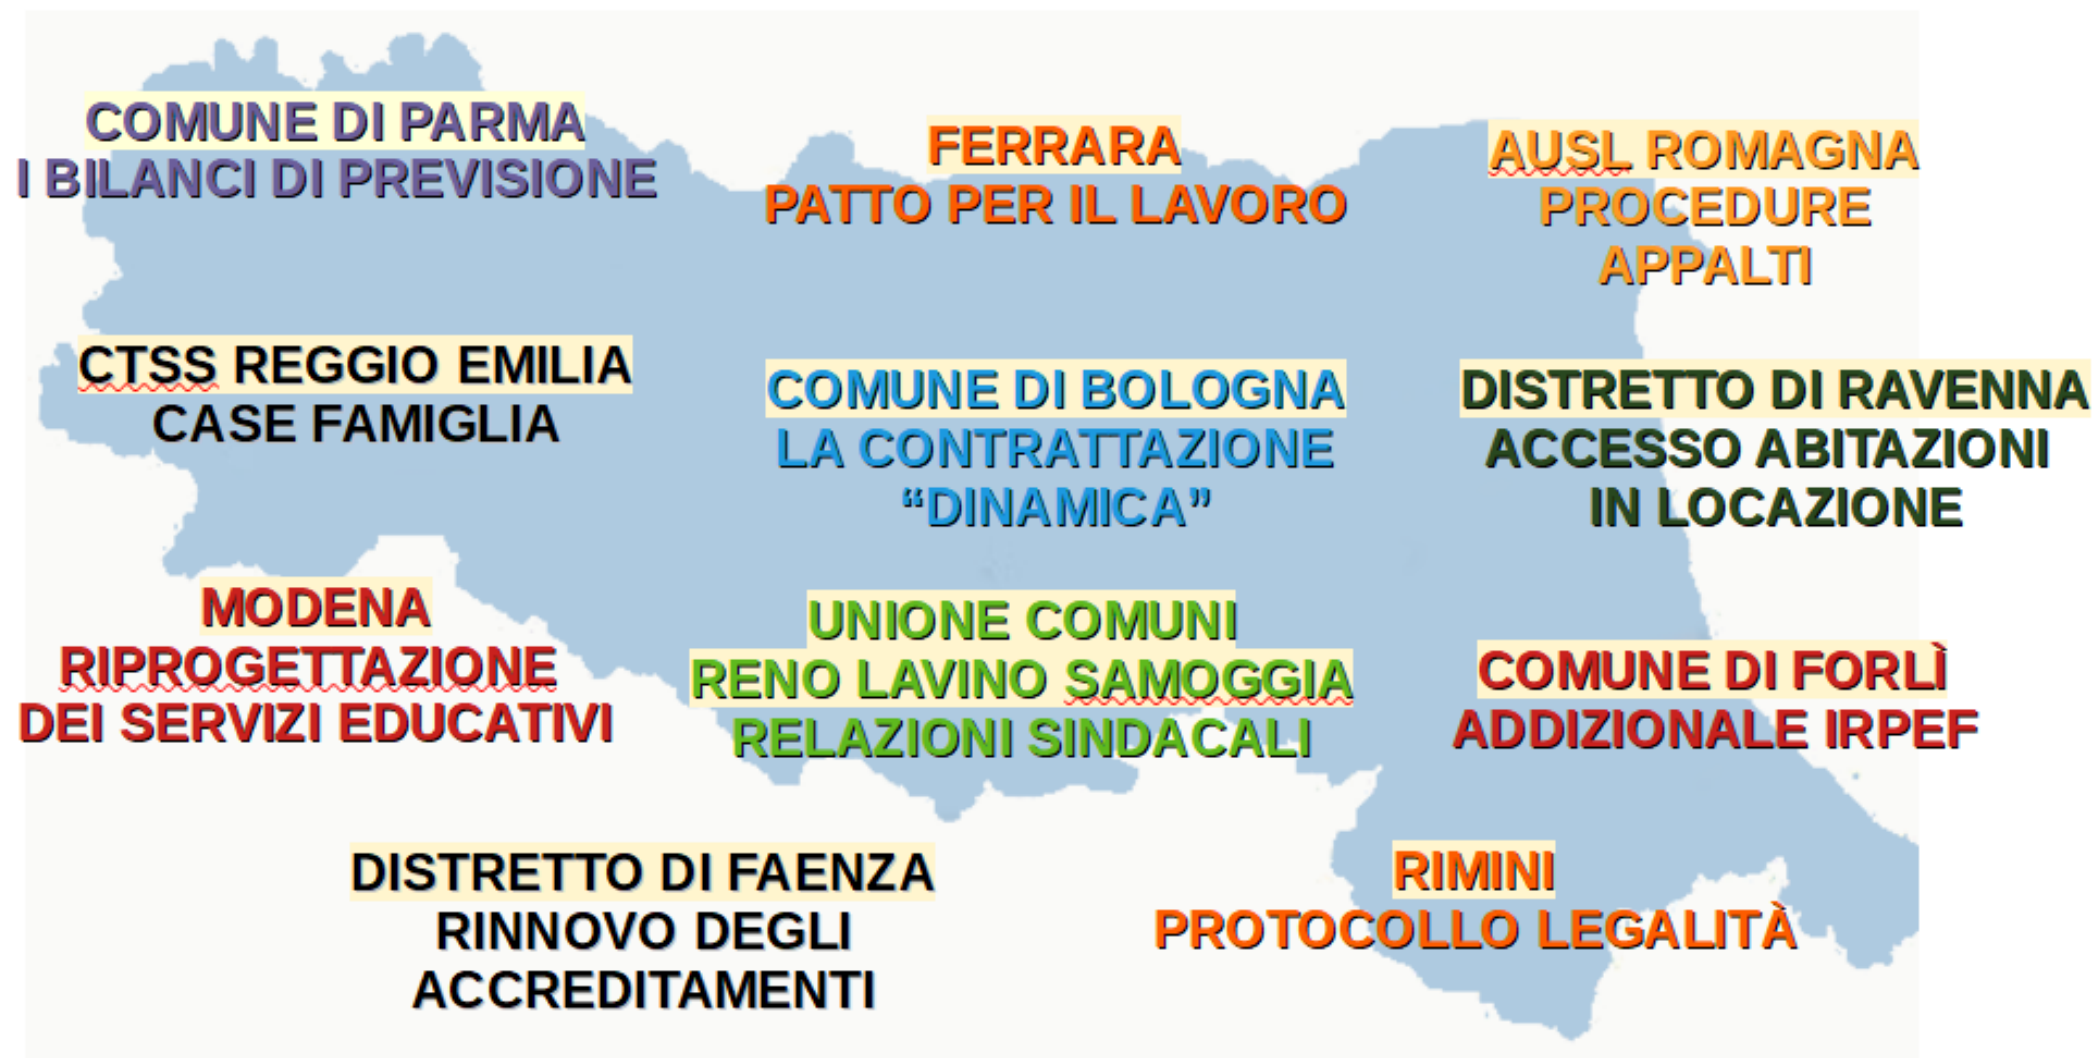 COMUNE DI PARMA
I BILANCI DI PREVISIONE
FERRARA
PATTO PER IL LAVORO
AUSL ROMAGNA
PROCEDURE
APPALTI
CTSS REGGIO EMILIA
CASE FAMIGLIA
COMUNE DI BOLOGNA
LA CONTRATTAZIONE
“DINAMICA”
DISTRETTO DI RAVENNA
ACCESSO ABITAZIONI
IN LOCAZIONE
MODENA
RIPROGETTAZIONE
DEI SERVIZI EDUCATIVI
UNIONE COMUNI
RENO LAVINO SAMOGGIA
RELAZIONI SINDACALI
COMUNE DI FORLÌ
ADDIZIONALE IRPEF
DISTRETTO DI FAENZA
RINNOVO DEGLI
ACCREDITAMENTI
RIMINI
PROTOCOLLO LEGALITÀ